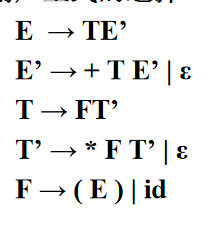 E → TE’
E’ → + T E’ | ε
T → FT’
T’ → * F T’ | ε
F → ( E ) | id